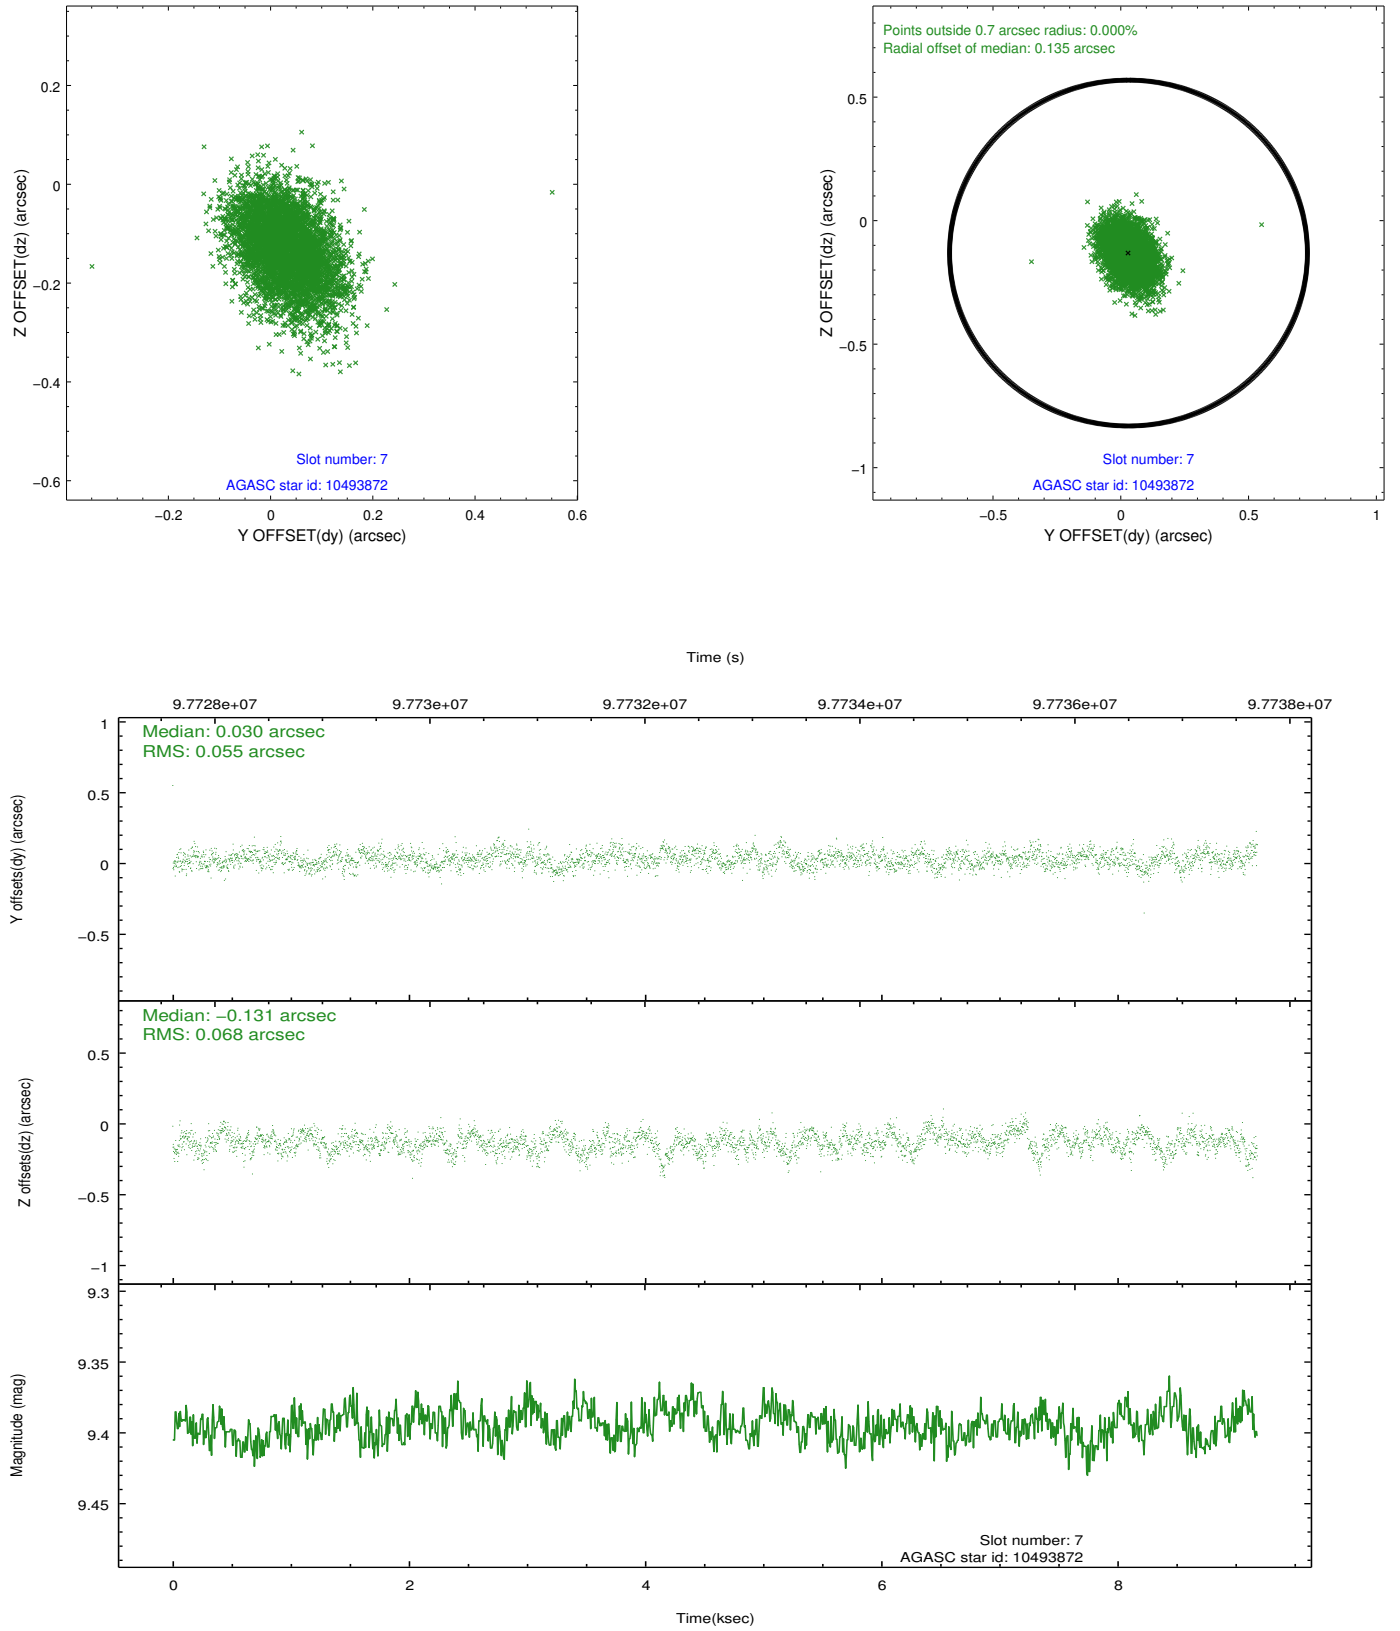 0.2
0
−0.2
−0.4
−0.6
Z OFFSET(dz) (arcsec)
Slot number: 7
AGASC star id: 10493872
−0.2
0
0.2
0.4
0.6
Y OFFSET(dy) (arcsec)
Points outside 0.7 arcsec radius: 0.000%
Radial offset of median: 0.135 arcsec
0.5
0
−0.5
−1
Z OFFSET(dz) (arcsec)
Slot number: 7
AGASC star id: 10493872
−0.5
0
0.5
1
Y OFFSET(dy) (arcsec)
Time (s)
9.7728e+07
9.773e+07
9.7732e+07
9.7734e+07
9.7736e+07
9.7738e+07
Median: 0.030 arcsec
RMS: 0.055 arcsec
1
0.5
0
−0.5
Y offsets(dy) (arcsec)
Median: −0.131 arcsec
RMS: 0.068 arcsec
0.5
0
−0.5
−1
Z offsets(dz) (arcsec)
9.3
9.35
9.4
9.45
Magnitude (mag)
Slot number: 7
AGASC star id: 10493872
0
2
4
6
8
Time(ksec)